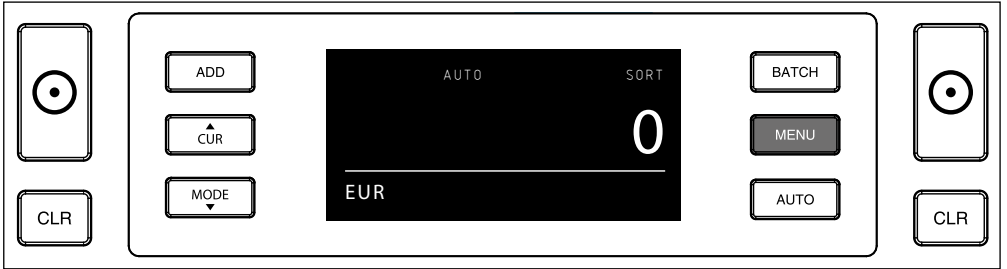 ADD
AUTO SORT
BATCH
CUR
0
MENU
MODE
EUR
AUTO
CLR
CLR